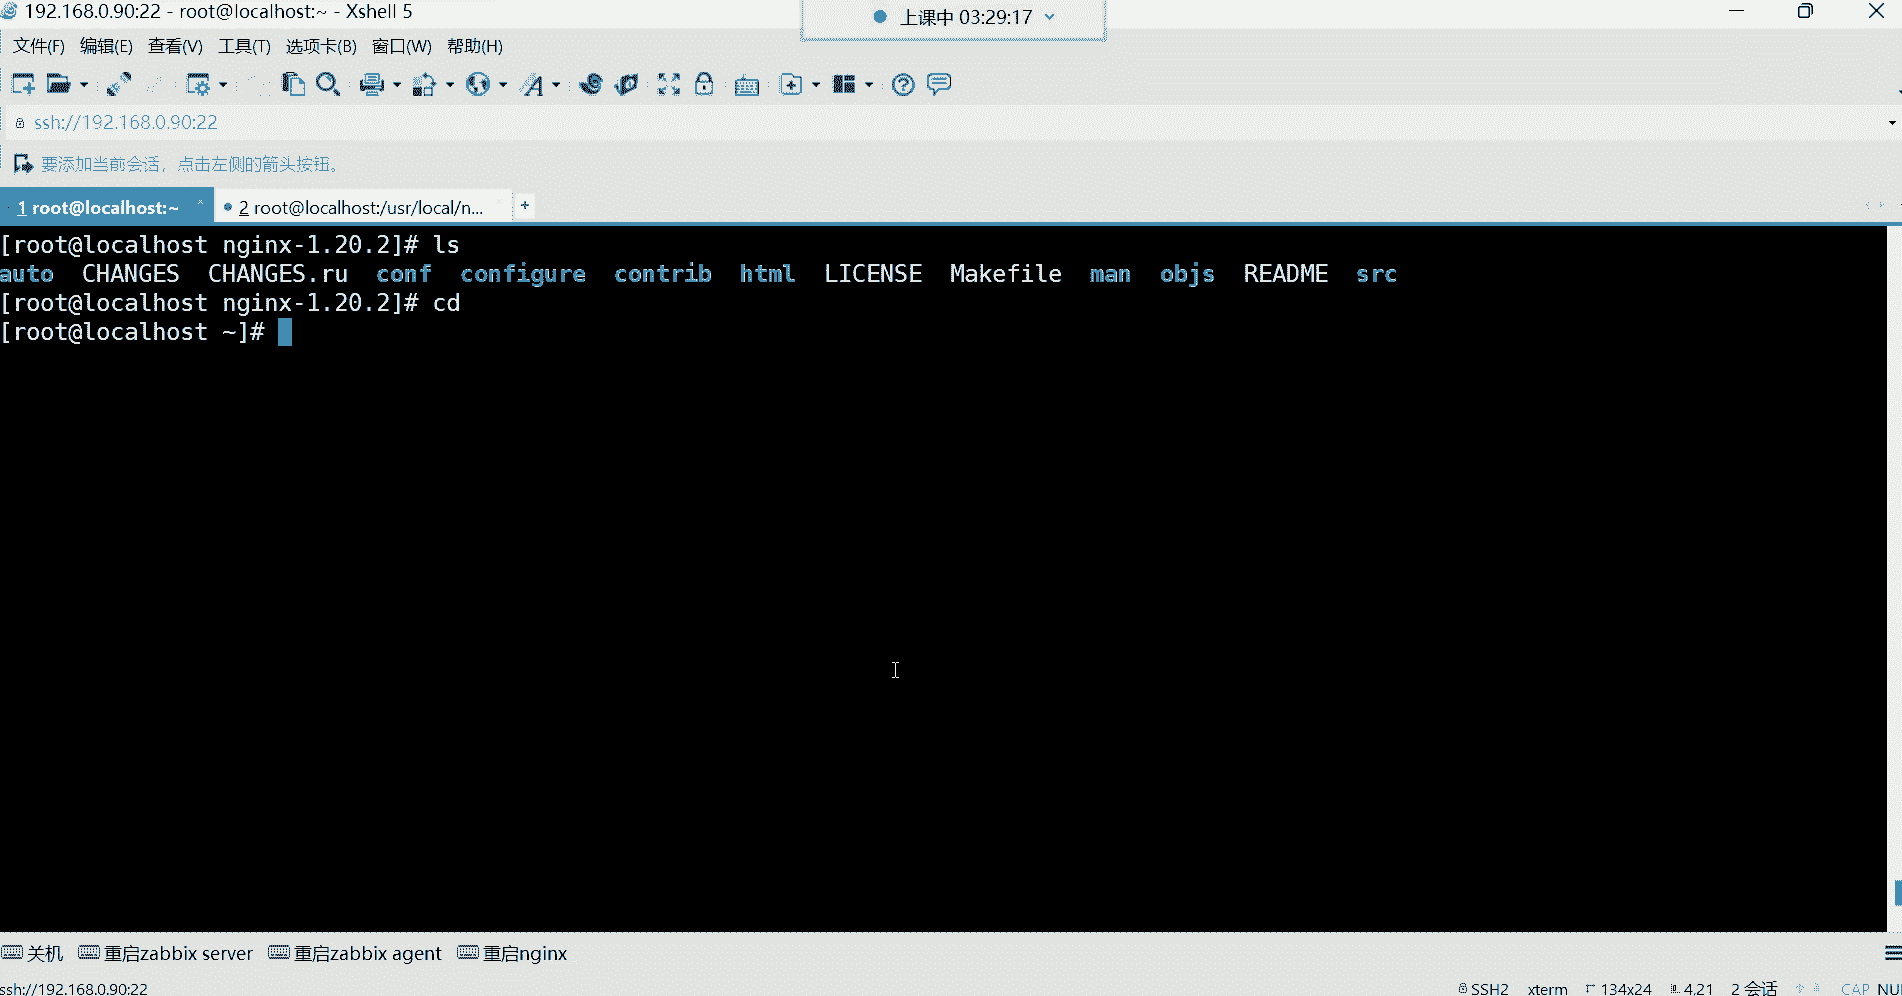 192.168.0.90:22 - root@localhost:~ - Xshell 5
上课中 03:29:17
文件(F) 编辑(E) 查看(V) 工具(T) 选项卡(B) 窗口(W) 帮助(H)
ssh://192.168.0.90:22
要添加当前会话，点击左侧的箭头按钮。
1 root@localhost:~ 2 root@localhost:/usr/local/n... +
[root@localhost nginx-1.20.2]# ls
auto CHANGES CHANGES.ru conf configure contrib html LICENSE Makefile man objs README src
[root@localhost nginx-1.20.2]# cd
[root@localhost ~]#
关机 重启zabbix server 重启zabbix agent 重启nginx
ssh://192.168.0.90:22 SSH2 xterm 134x24 4,21 2 会话 CAP NU